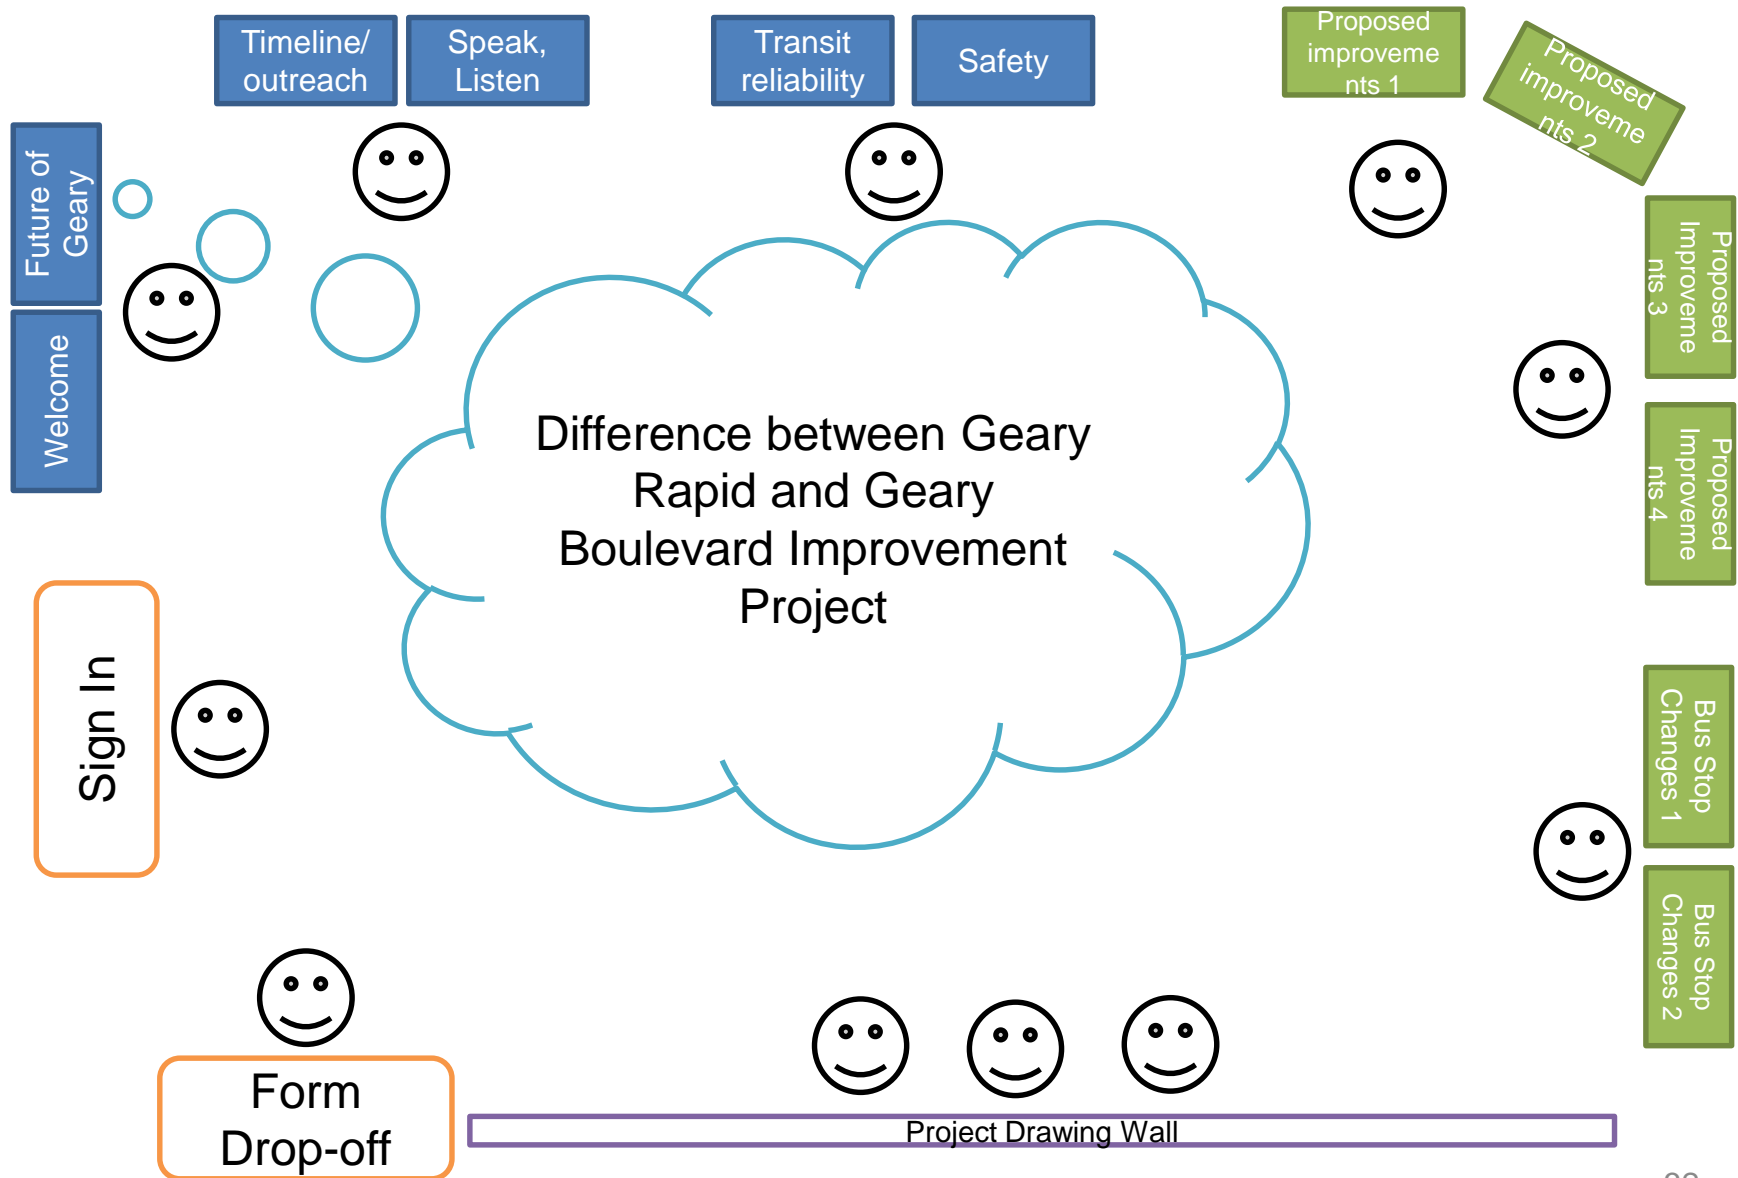 Timeline/
outreach
Speak,
Listen
Transit
reliability
Safety
Proposed
improveme
nts 1
Proposed
improveme
nts 2
Future of
Geary
Welcome
Proposed
Improveme
nts 3
Proposed
Improveme
nts 4
Difference between Geary
Rapid and Geary
Boulevard Improvement
Project
Sign In
Bus Stop
Changes 1
Bus Stop
Changes 2
Form
Drop-off
Project Drawing Wall